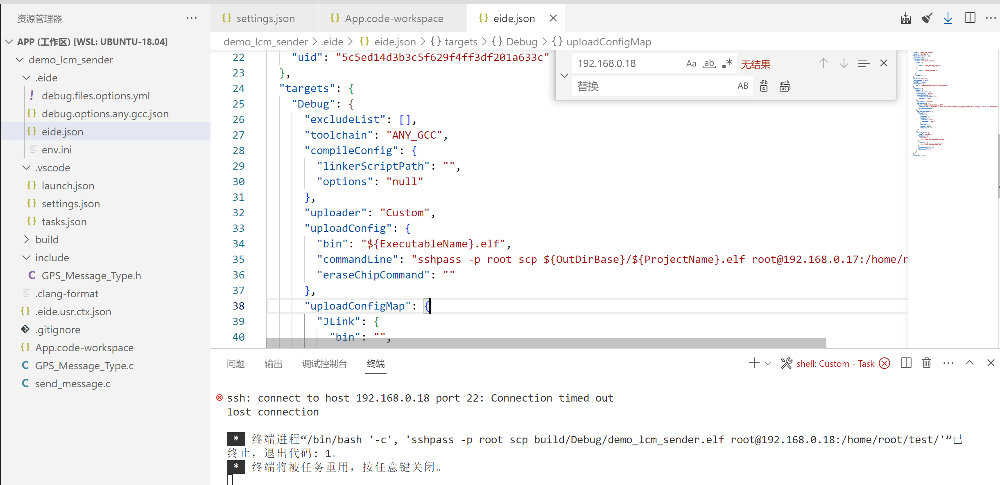 资源管理器
APP (工作区) [WSL: UBUNTU-18.04]
demo_lcm_sender
.eide
debug.files.options.yml
debug.options.any.gcc.json
eide.json
env.ini
.vscode
launch.json
settings.json
tasks.json
build
include
GPS_Message_Type.h
.clang-format
.eide.usr.ctx.json
.gitignore
App.code-workspace
GPS_Message_Type.c
send_message.c
settings.json
App.code-workspace
eide.json
demo_lcm_sender > .eide > {} eide.json > {} targets > {} Debug > {} uploadConfigMap
192.168.0.18 Aa ab 无结果
替换 AB
22 "uid": "5c5ed14d3b3c5f629f4ff3df201a633c"
23 },
24 "targets": {
25 "Debug": {
26 "excludeList": [],
27 "toolchain": "ANY_GCC",
28 "compileConfig": {
29 "linkerScriptPath": "",
30 "options": "null"
31 },
32 "uploader": "Custom",
33 "uploadConfig": {
34 "bin": "${ExecutableName}.elf",
35 "commandLine": "sshpass -p root scp ${OutDirBase}/${ProjectName}.elf root@192.168.0.17:/home/r
36 "eraseChipCommand": ""
37 },
38 "uploadConfigMap": {
39 "JLink": {
40 "bin": "",
问题 输出 调试控制台 终端
shell: Custom - Task
ssh: connect to host 192.168.0.18 port 22: Connection timed out
lost connection
* 终端进程“/bin/bash '-c', 'sshpass -p root scp build/Debug/demo_lcm_sender.elf root@192.168.0.18:/home/root/test/'”已
终止，退出代码: 1。
* 终端将被任务重用，按任意键关闭。